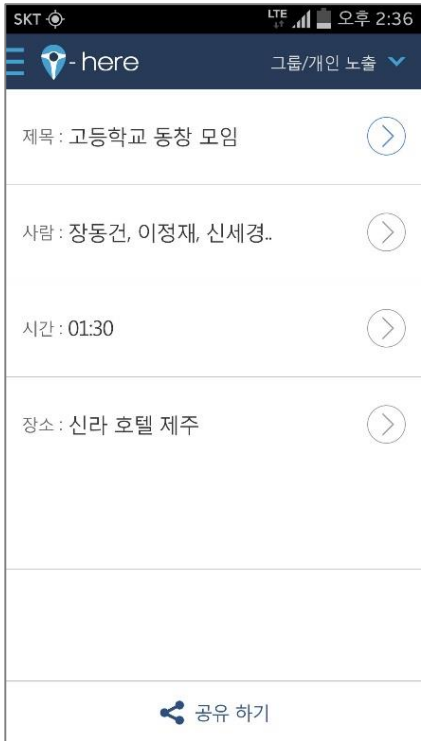 SKT LTE 오후 2:36
- here 그룹/개인 노출
제목 : 고등학교 동창 모임
사람 : 장동건, 이정재, 신세경..
시간 : 01:30
장소 : 신라 호텔 제주
공유 하기